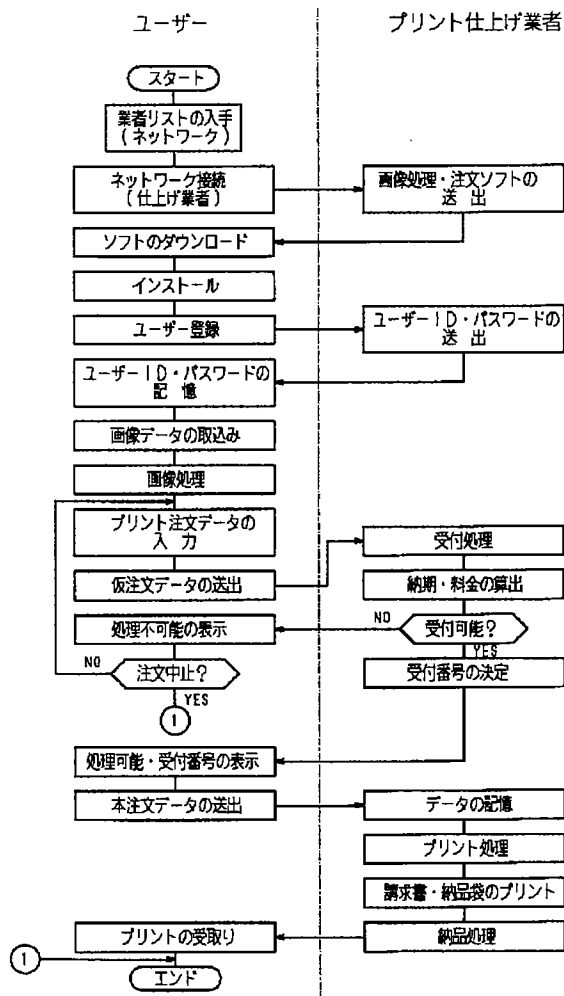 ユーザー
プリント仕上げ業者
スタート
業者リストの入手
(ネットワーク)
ネットワーク接続
(仕上げ業者)
画像処理・注文ソフトの
送 出
ソフトのダウンロード
インストール
ユーザー登録
ユーザーID・パスワードの
送 出
ユーザーID・パスワードの
記 憶
画像データの取込み
画像処理
プリント注文データの
入 力
受付処理
仮注文データの送出
納期・料金の算出
処理不可能の表示
NO
受付可能?
YES
NO
注文中止?
YES
受付番号の決定
1
処理可能・受付番号の表示
本注文データの送出
データの記憶
プリント処理
請求書・納品袋のプリント
プリントの受取り
納品処理
1
エンド